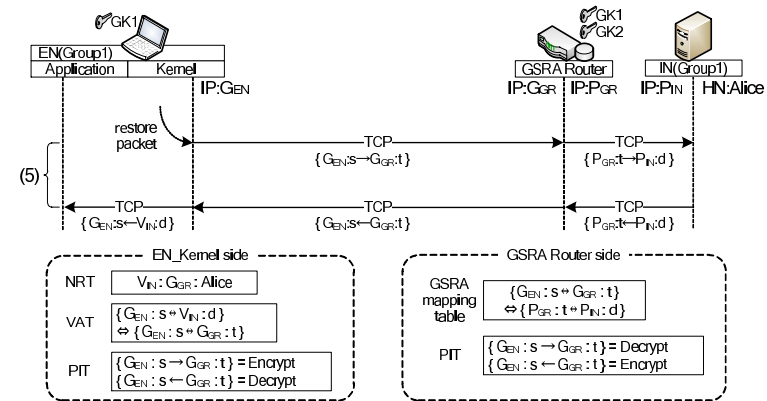 GK1
GK1
GK2
EN(Group1)
Application Kernel
GSRA Router
IN(Group1)
IP:GEN
IP:GGR IP:PGR
IP:PIN HN:Alice
restore
packet
TCP
TCP
{GEN:s→GGR:t}
{PGR:t→PIN:d}
(5)
TCP
TCP
TCP
{GEN:s←VIN:d}
{GEN:s←GGR:t}
{PGR:t←PIN:d}
EN_Kernel side
NRT
VIN : GGR : Alice
VAT
{GEN : s ↔ VIN : d}
⇔ {GEN : s ↔ GGR : t}
PIT
{GEN : s → GGR : t} = Encrypt
{GEN : s ← GGR : t} = Decrypt
GSRA Router side
GSRA
mapping
table
{GEN : s ↔ GGR : t}
⇔ {PGR : t ↔ PIN : d}
PIT
{GEN : s → GGR : t} = Decrypt
{GEN : s ← GGR : t} = Encrypt